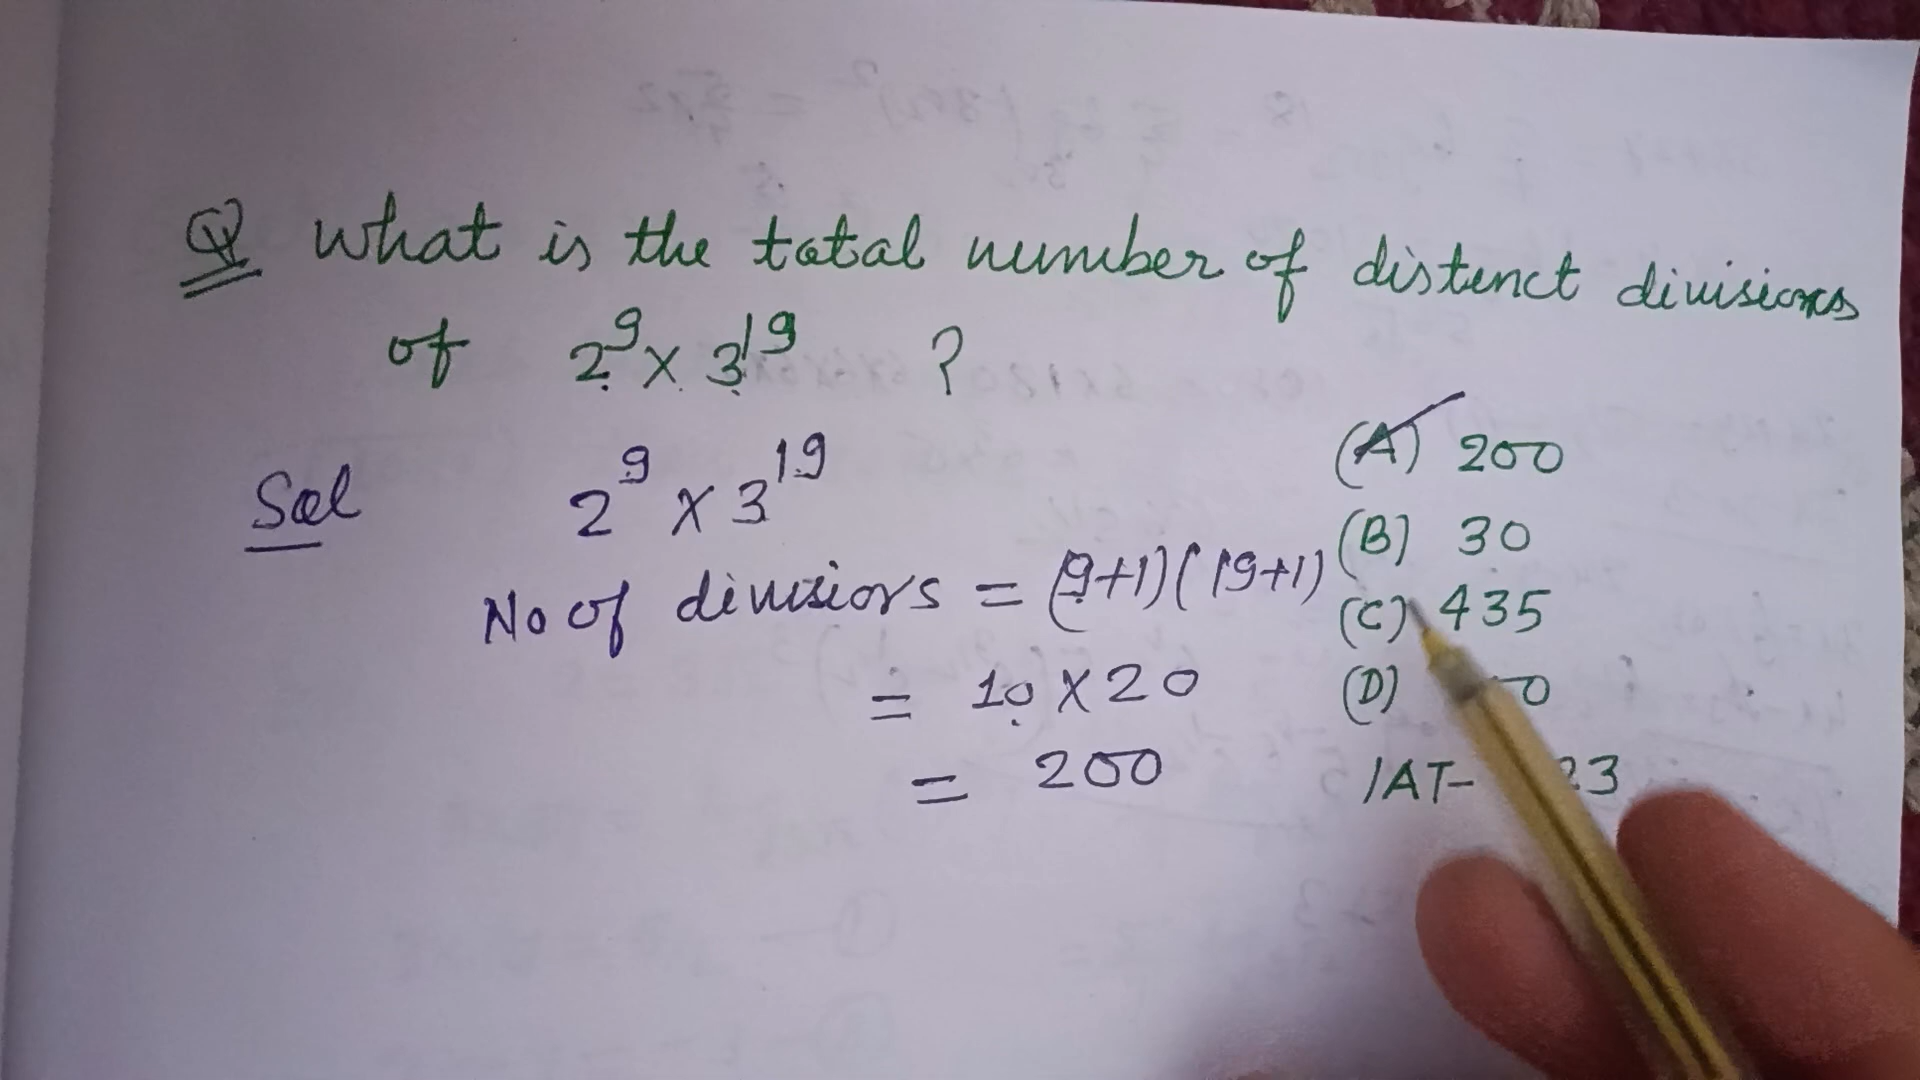 Q What is the total number of distinct divisions
of 2^9 × 3^19 ?
Sol 2^9 × 3^19
No of divisiors = (9+1)(19+1)
= 10 × 20
= 200
(A) 200
(B) 30
(C) 435
(D)
IAT-